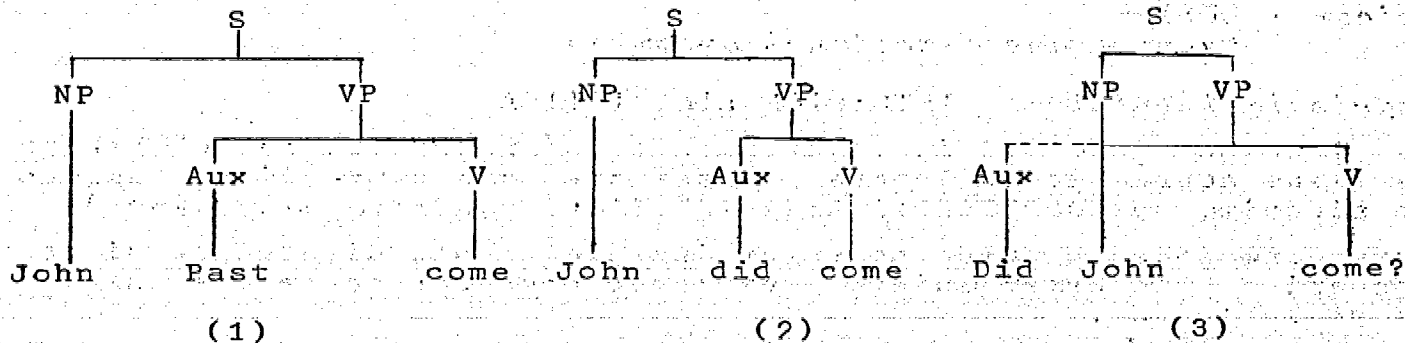 S S S
NP VP NP VP NP VP
Aux V Aux V Aux V
John Past come John did come Did John come?
(1) (2) (3)